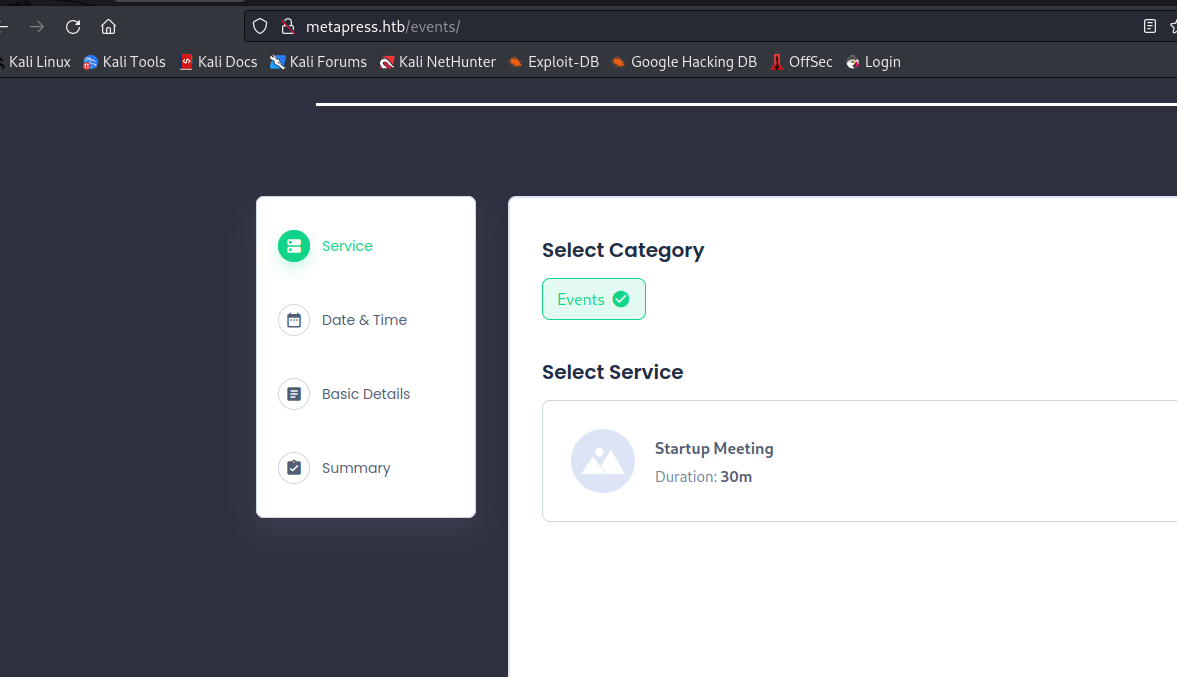 metapress.htb/events/
Kali Linux Kali Tools Kali Docs Kali Forums Kali NetHunter Exploit-DB Google Hacking DB OffSec Login
Service
Date & Time
Basic Details
Summary
Select Category
Events
Select Service
Startup Meeting
Duration: 30m